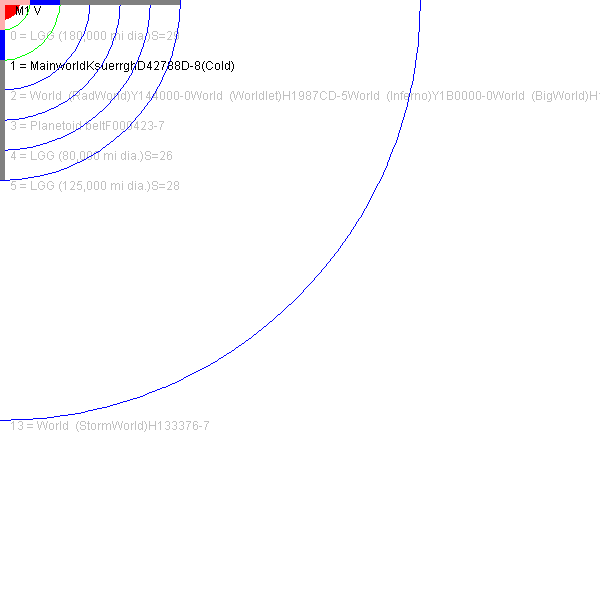 M1 V
0 = LGG (180,000 mi dia.)S=29
1 = MainworldKsuerrghD42788D-8(Cold)
2 = World (RadWorld)Y144000-0World (Worldlet)H1987CD-5World (Inferno)Y1B0000-0World (BigWorld)H1
3 = Planetoid beltF000423-7
4 = LGG (80,000 mi dia.)S=26
5 = LGG (125,000 mi dia.)S=28
13 = World (StormWorld)H133376-7